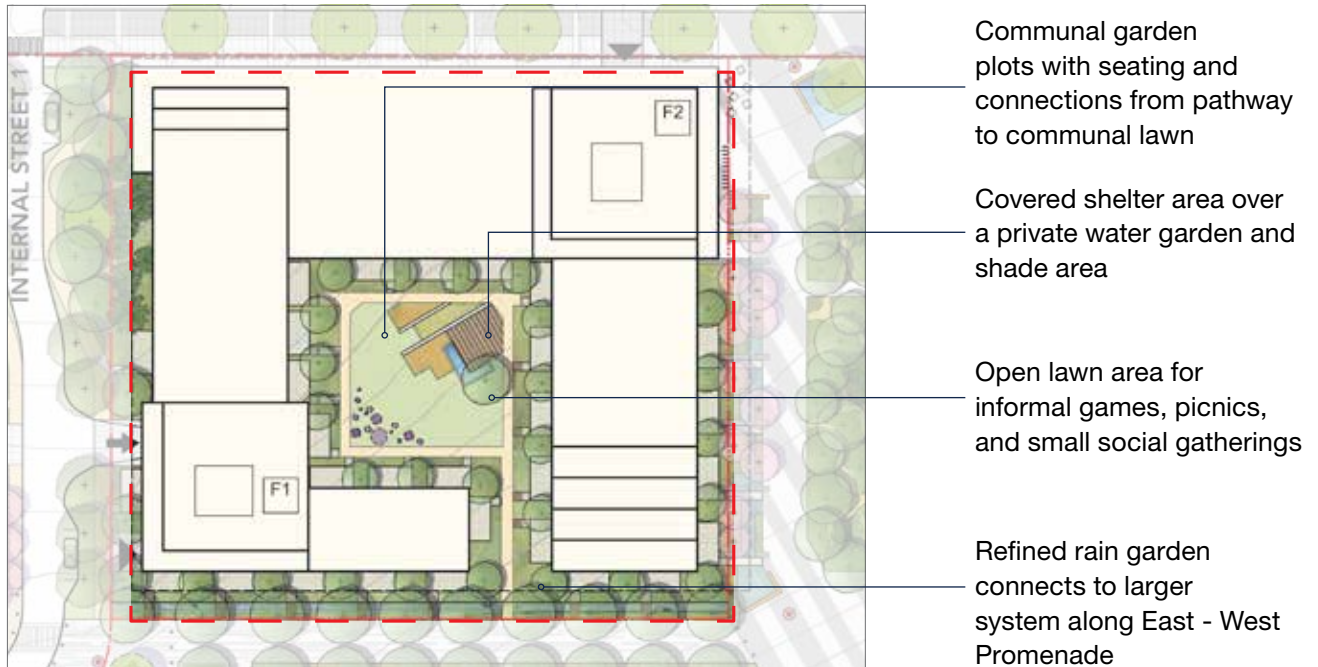 INTERNAL STREET 1
F2
F1
Communal garden
plots with seating and
connections from pathway
to communal lawn
Covered shelter area over
a private water garden and
shade area
Open lawn area for
informal games, picnics,
and small social gatherings
Refined rain garden
connects to larger
system along East - West
Promenade